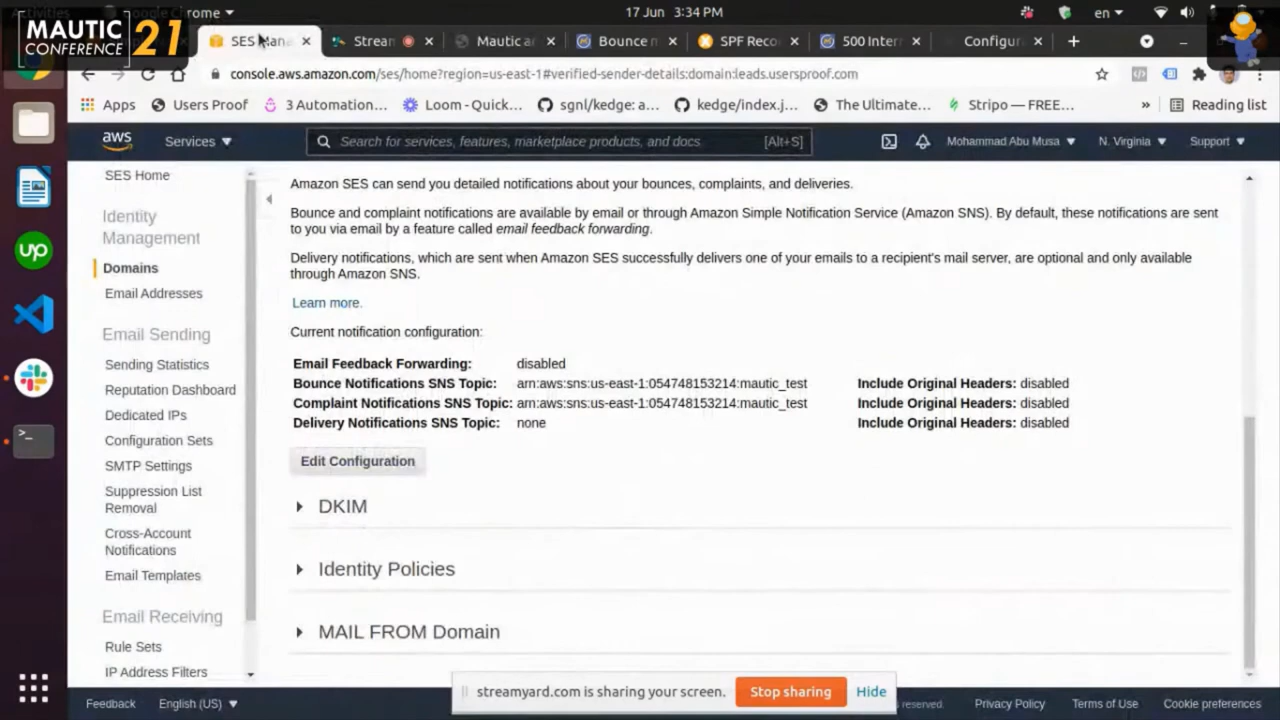 Activities
Google Chrome
17 Jun 3:34 PM
en
MAUTIC
CONFERENCE
21
SES Mana
Stream
Mautic a
Bounce n
SPF Reco
500 Inter
Configur
console.aws.amazon.com/ses/home?region=us-east-1#verified-sender-details:domain:leads.usersproof.com
Apps
Users Proof
3 Automation...
Loom - Quick...
sgnl/kedge: a...
kedge/index.j...
The Ultimate...
Stripo — FREE...
»
Reading list
aws
Services
Search for services, features, marketplace products, and docs
[Alt+S]
Mohammad Abu Musa
N. Virginia
Support
SES Home
Identity
Management
Domains
Email Addresses
Email Sending
Sending Statistics
Reputation Dashboard
Dedicated IPs
Configuration Sets
SMTP Settings
Suppression List
Removal
Cross-Account
Notifications
Email Templates
Email Receiving
Rule Sets
IP Address Filters
Amazon SES can send you detailed notifications about your bounces, complaints, and deliveries.
Bounce and complaint notifications are available by email or through Amazon Simple Notification Service (Amazon SNS). By default, these notifications are sent
to you via email by a feature called email feedback forwarding.
Delivery notifications, which are sent when Amazon SES successfully delivers one of your emails to a recipient's mail server, are optional and only available
through Amazon SNS.
Learn more.
Current notification configuration:
Email Feedback Forwarding: disabled
Bounce Notifications SNS Topic: arn:aws:sns:us-east-1:054748153214:mautic_test Include Original Headers: disabled
Complaint Notifications SNS Topic: arn:aws:sns:us-east-1:054748153214:mautic_test Include Original Headers: disabled
Delivery Notifications SNS Topic: none Include Original Headers: disabled
Edit Configuration
DKIM
Identity Policies
MAIL FROM Domain
up
streamyard.com is sharing your screen.
Stop sharing
Hide
Feedback
English (US)
s reserved.
Privacy Policy
Terms of Use
Cookie preferences